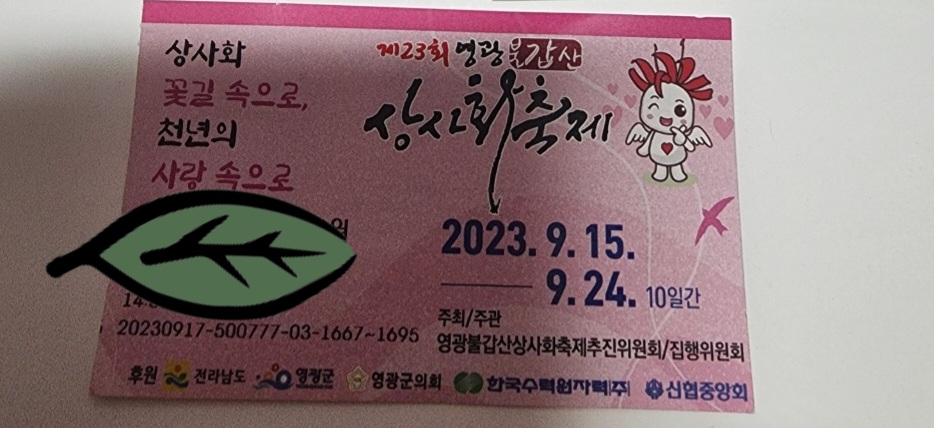 상사화
꽃길 속으로,
천년의
사랑 속으로
원
20230917-500777-03-1667~1695
제23회 영광 불갑산
상사화축제
2023. 9. 15.
9. 24. 10일간
주최/주관
영광불갑산상사화축제추진위원회/집행위원회
후원 전라남도 영광군 영광군의회 한국수력원자력(주) 신협중앙회